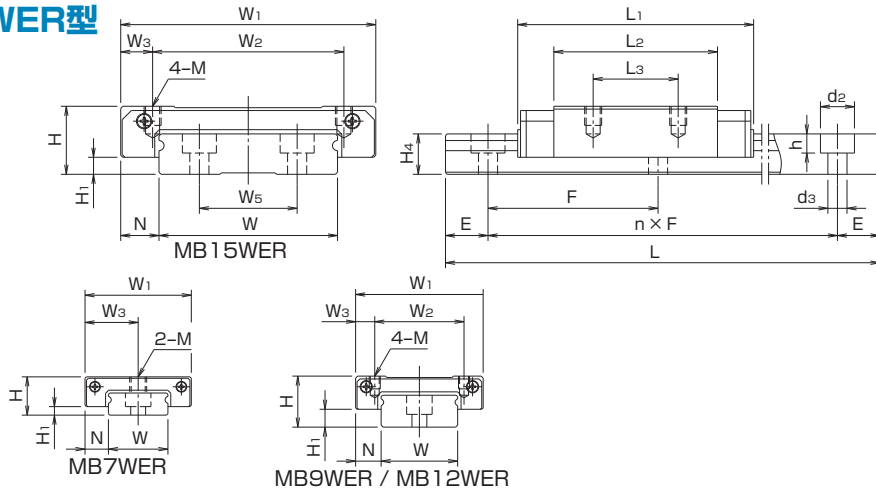 WER型
W1
W3
W2
4-M
H
H1
W5
N
W
MB15WER
L1
L2
L3
d2
h
H4
d3
F
E
n×F
E
L
W1
W3
2-M
H
H1
N
W
MB7WER
W1
W3
W2
4-M
H
H1
N
W
MB9WER / MB12WER